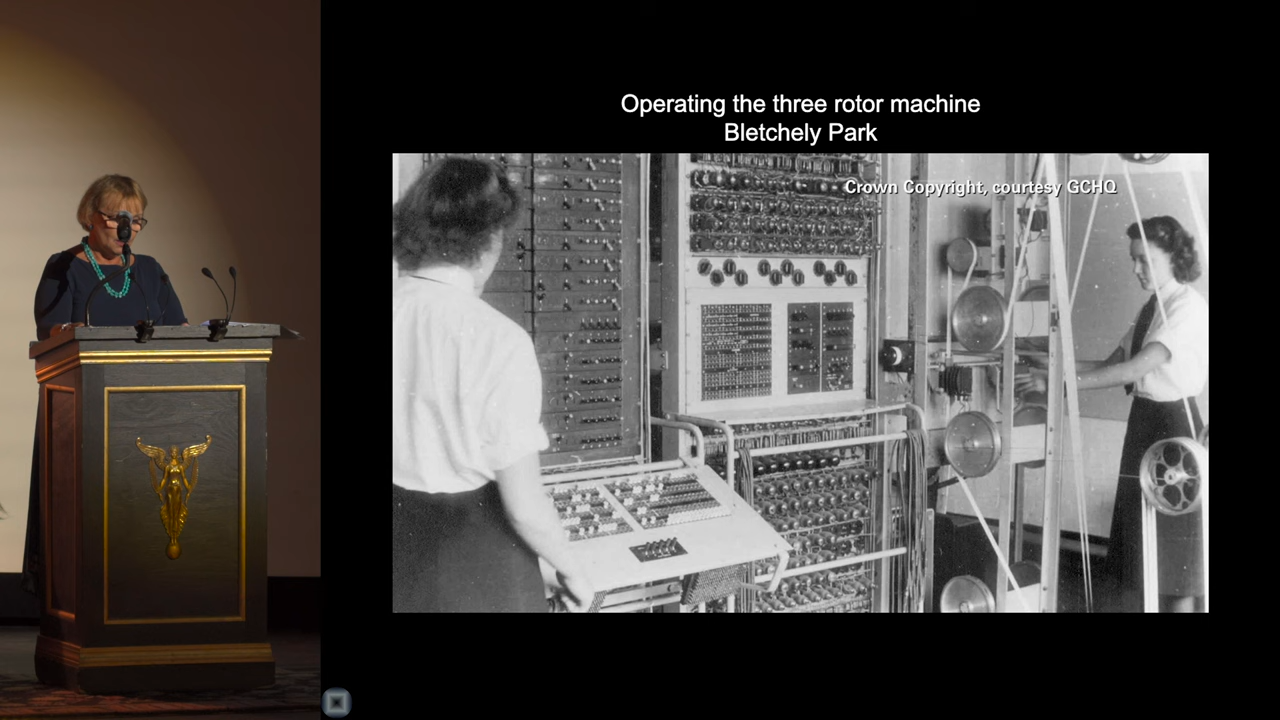 Operating the three rotor machine
Bletchely Park
Crown Copyright, courtesy GCHQ